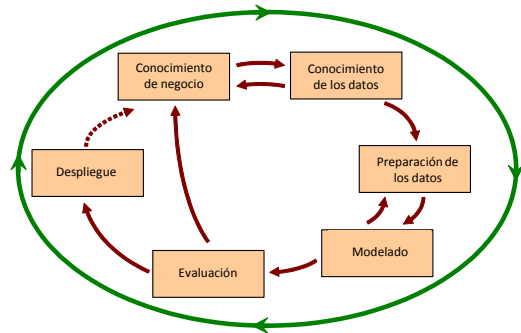 Conocimiento
de negocio
Conocimiento
de los datos
Preparación de
los datos
Modelado
Evaluación
Despliegue